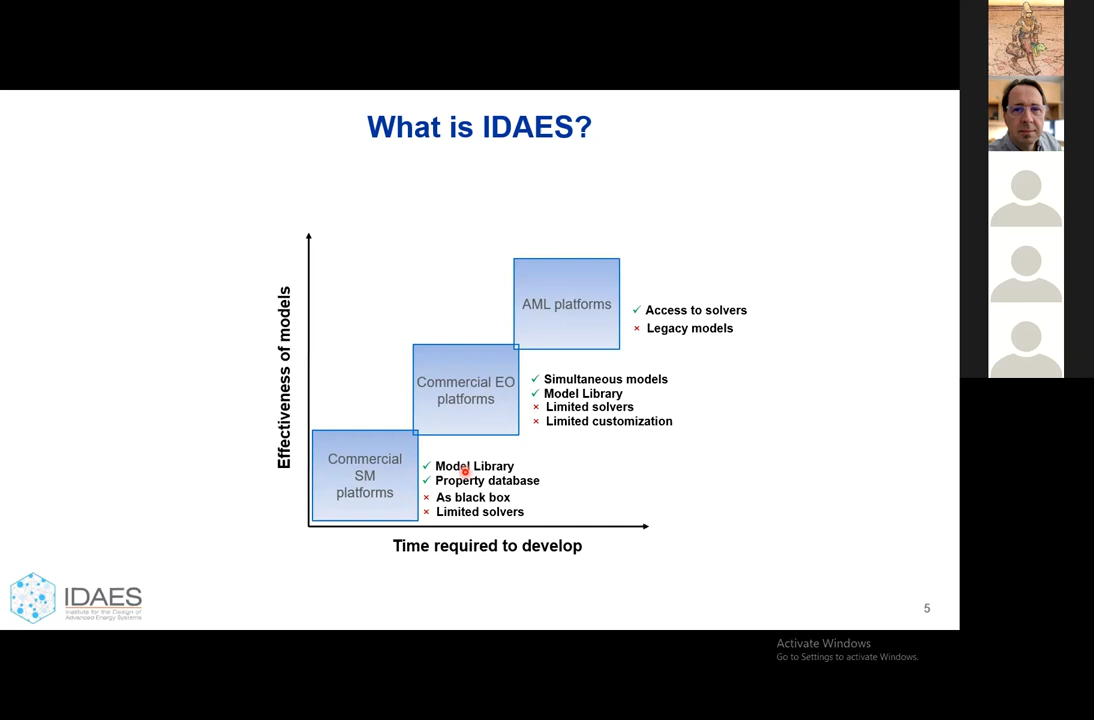 What is IDAES?
Effectiveness of models
AML platforms
✓ Access to solvers
× Legacy models
Commercial EO
platforms
✓ Simultaneous models
✓ Model Library
× Limited solvers
× Limited customization
Commercial
SM
platforms
✓ Model Library
✓ Property database
× As black box
× Limited solvers
Time required to develop
IDAES
Institute for the Design of
Advanced Energy Systems
5
Activate Windows
Go to Settings to activate Windows.